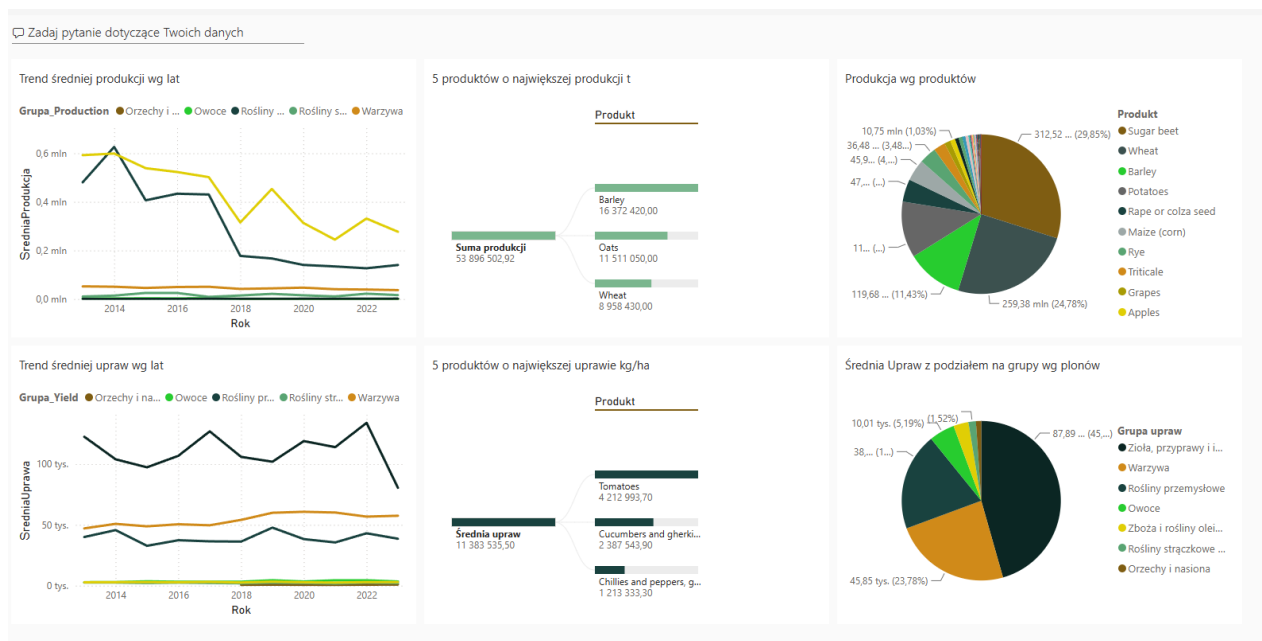 Zadaj pytanie dotyczące Twoich danych
Trend średniej produkcji wg lat
Grupa_Production Orzechy i ... Owoce Rośliny ... Rośliny s... Warzywa
0,6 mln
0,4 mln
0,2 mln
0,0 mln
ŚredniaProdukcja
2014 2016 2018 2020 2022
Rok
5 produktów o największej produkcji t
Produkt
Suma produkcji
53 896 502,92
Barley
16 372 420,00
Oats
11 511 050,00
Wheat
8 958 430,00
Produkcja wg produktów
10,75 mln (1,03%)
36,48 ... (3,48...)
45,9... (4,...)
47,... (...)
11... (...)
119,68 ... (11,43%)
312,52 ... (29,85%)
259,38 mln (24,78%)
Produkt
Sugar beet
Wheat
Barley
Potatoes
Rape or colza seed
Maize (corn)
Rye
Triticale
Grapes
Apples
Trend średniej upraw wg lat
Grupa_Yield Orzechy i na... Owoce Rośliny pr... Rośliny str... Warzywa
100 tys.
50 tys.
0 tys.
ŚredniaUprawa
2014 2016 2018 2020 2022
Rok
5 produktów o największej uprawie kg/ha
Produkt
Średnia upraw
11 383 535,50
Tomatoes
4 212 993,70
Cucumbers and gherki...
2 387 543,90
Chillies and peppers, g...
1 213 333,30
Średnia Upraw z podziałem na grupy wg plonów
(1,52%)
10,01 tys. (5,19%)
38,... (1...)
45,85 tys. (23,78%)
87,89 ... (45,...)
Grupa upraw
Zioła, przyprawy i i...
Warzywa
Rośliny przemysłowe
Owoce
Zboża i rośliny olei...
Rośliny strączkowe ...
Orzechy i nasiona